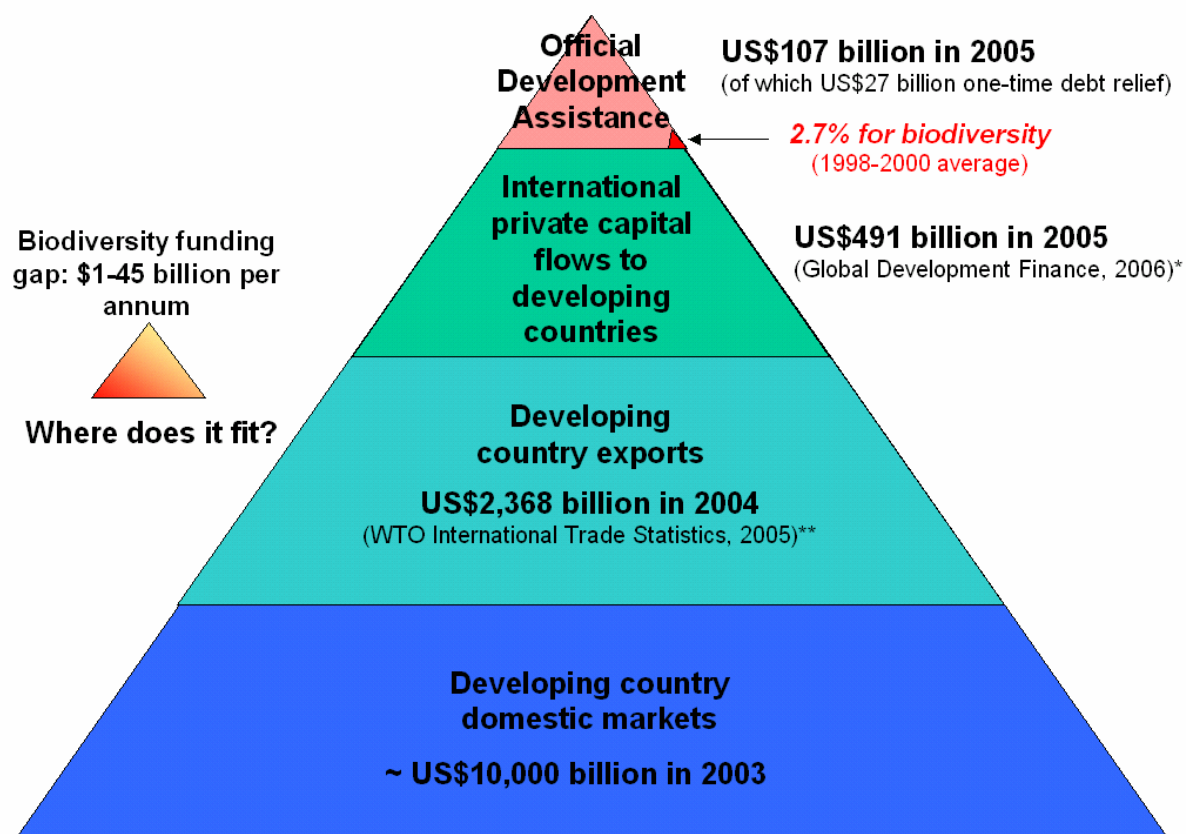 Official
Development
Assistance
US$107 billion in 2005
(of which US$27 billion one-time debt relief)
2.7% for biodiversity
(1998-2000 average)
International
private capital
flows to
developing
countries
US$491 billion in 2005
(Global Development Finance, 2006)*
Biodiversity funding
gap: $1-45 billion per
annum
Where does it fit?
Developing
country exports
US$2,368 billion in 2004
(WTO International Trade Statistics, 2005)**
Developing country
domestic markets
~ US$10,000 billion in 2003